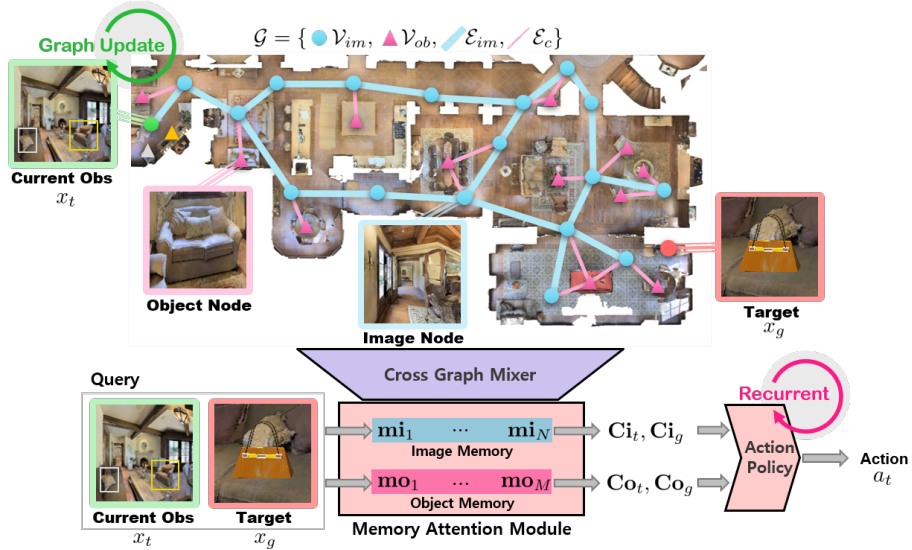 Graph Update
𝒢 = { 𝒱_im, 𝒱_ob, ℰ_im, ℰ_c}
Current Obs
x_t
Object Node
Image Node
Target
x_g
Cross Graph Mixer
Query
Current Obs
x_t
Target
x_g
mi_1 ... mi_N
Image Memory
mo_1 ... mo_M
Object Memory
Memory Attention Module
Ci_t, Ci_g
Co_t, Co_g
Recurrent
Action
Policy
Action
a_t